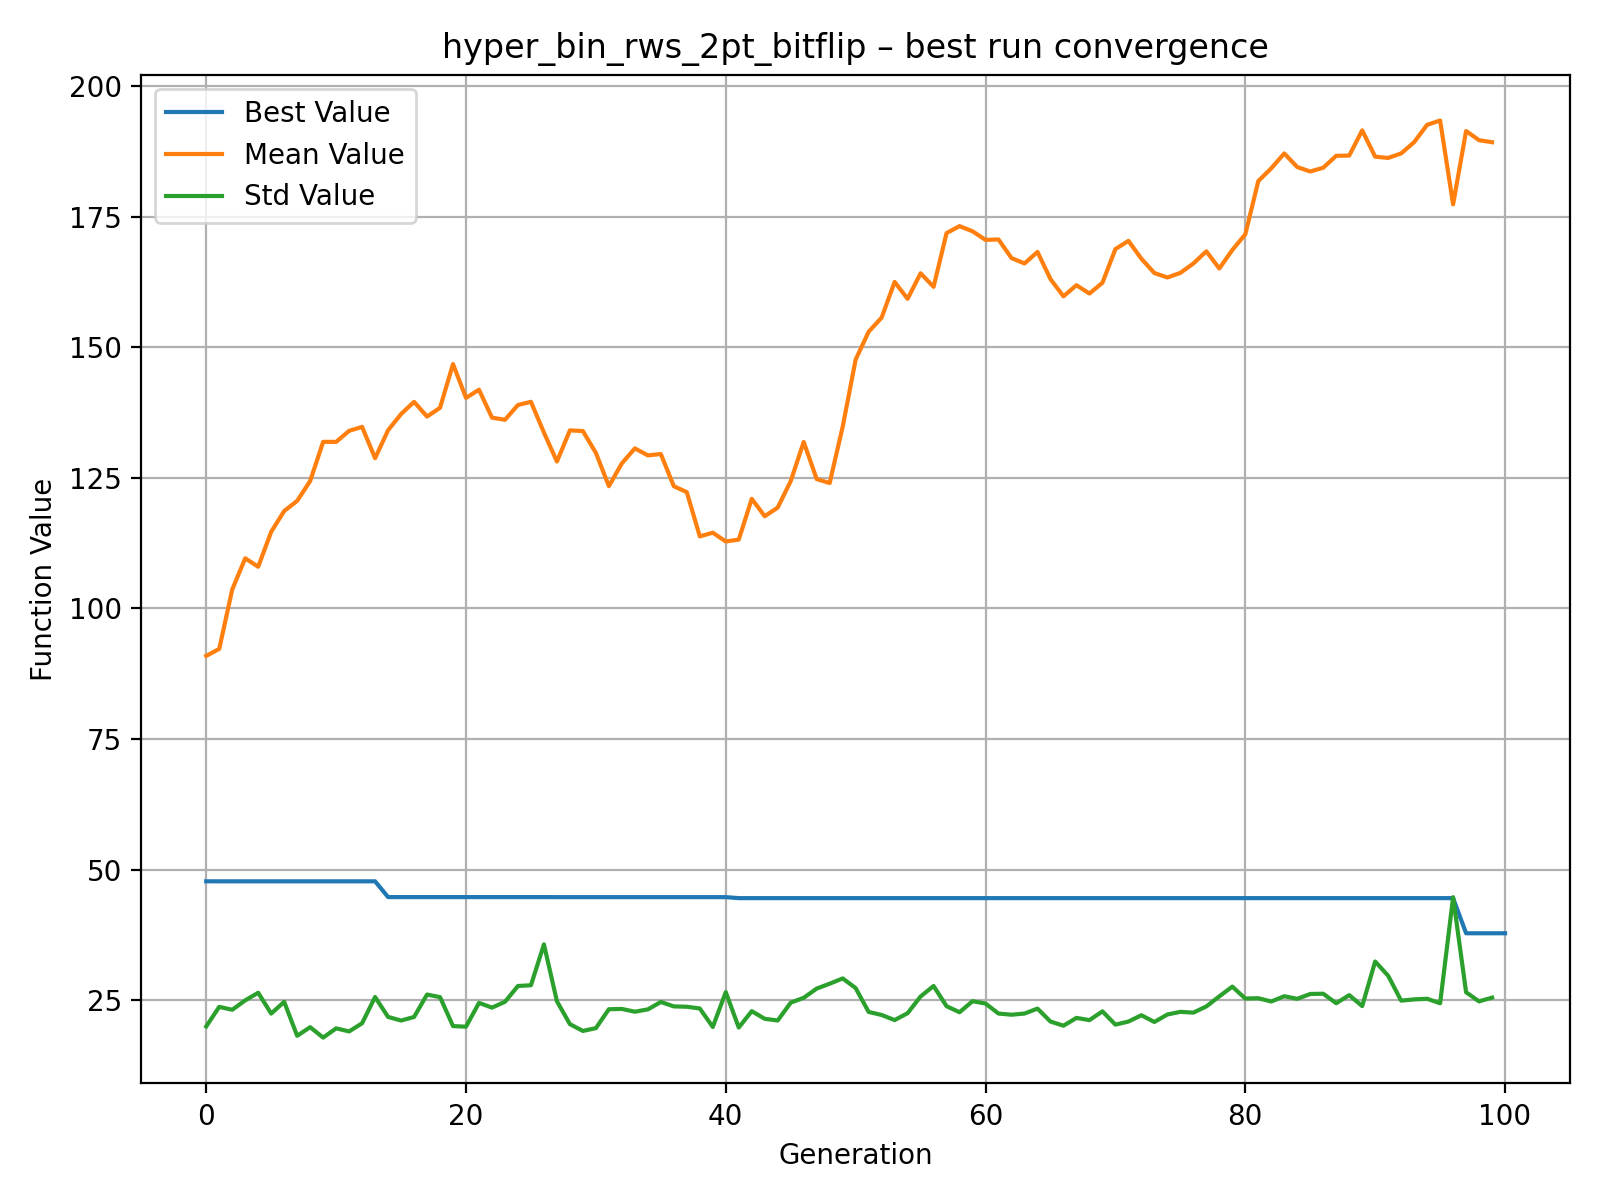 hyper_bin_rws_2pt_bitflip – best run convergence
Best Value
Mean Value
Std Value
Function Value
200
175
150
125
100
75
50
25
0 20 40 60 80 100
Generation